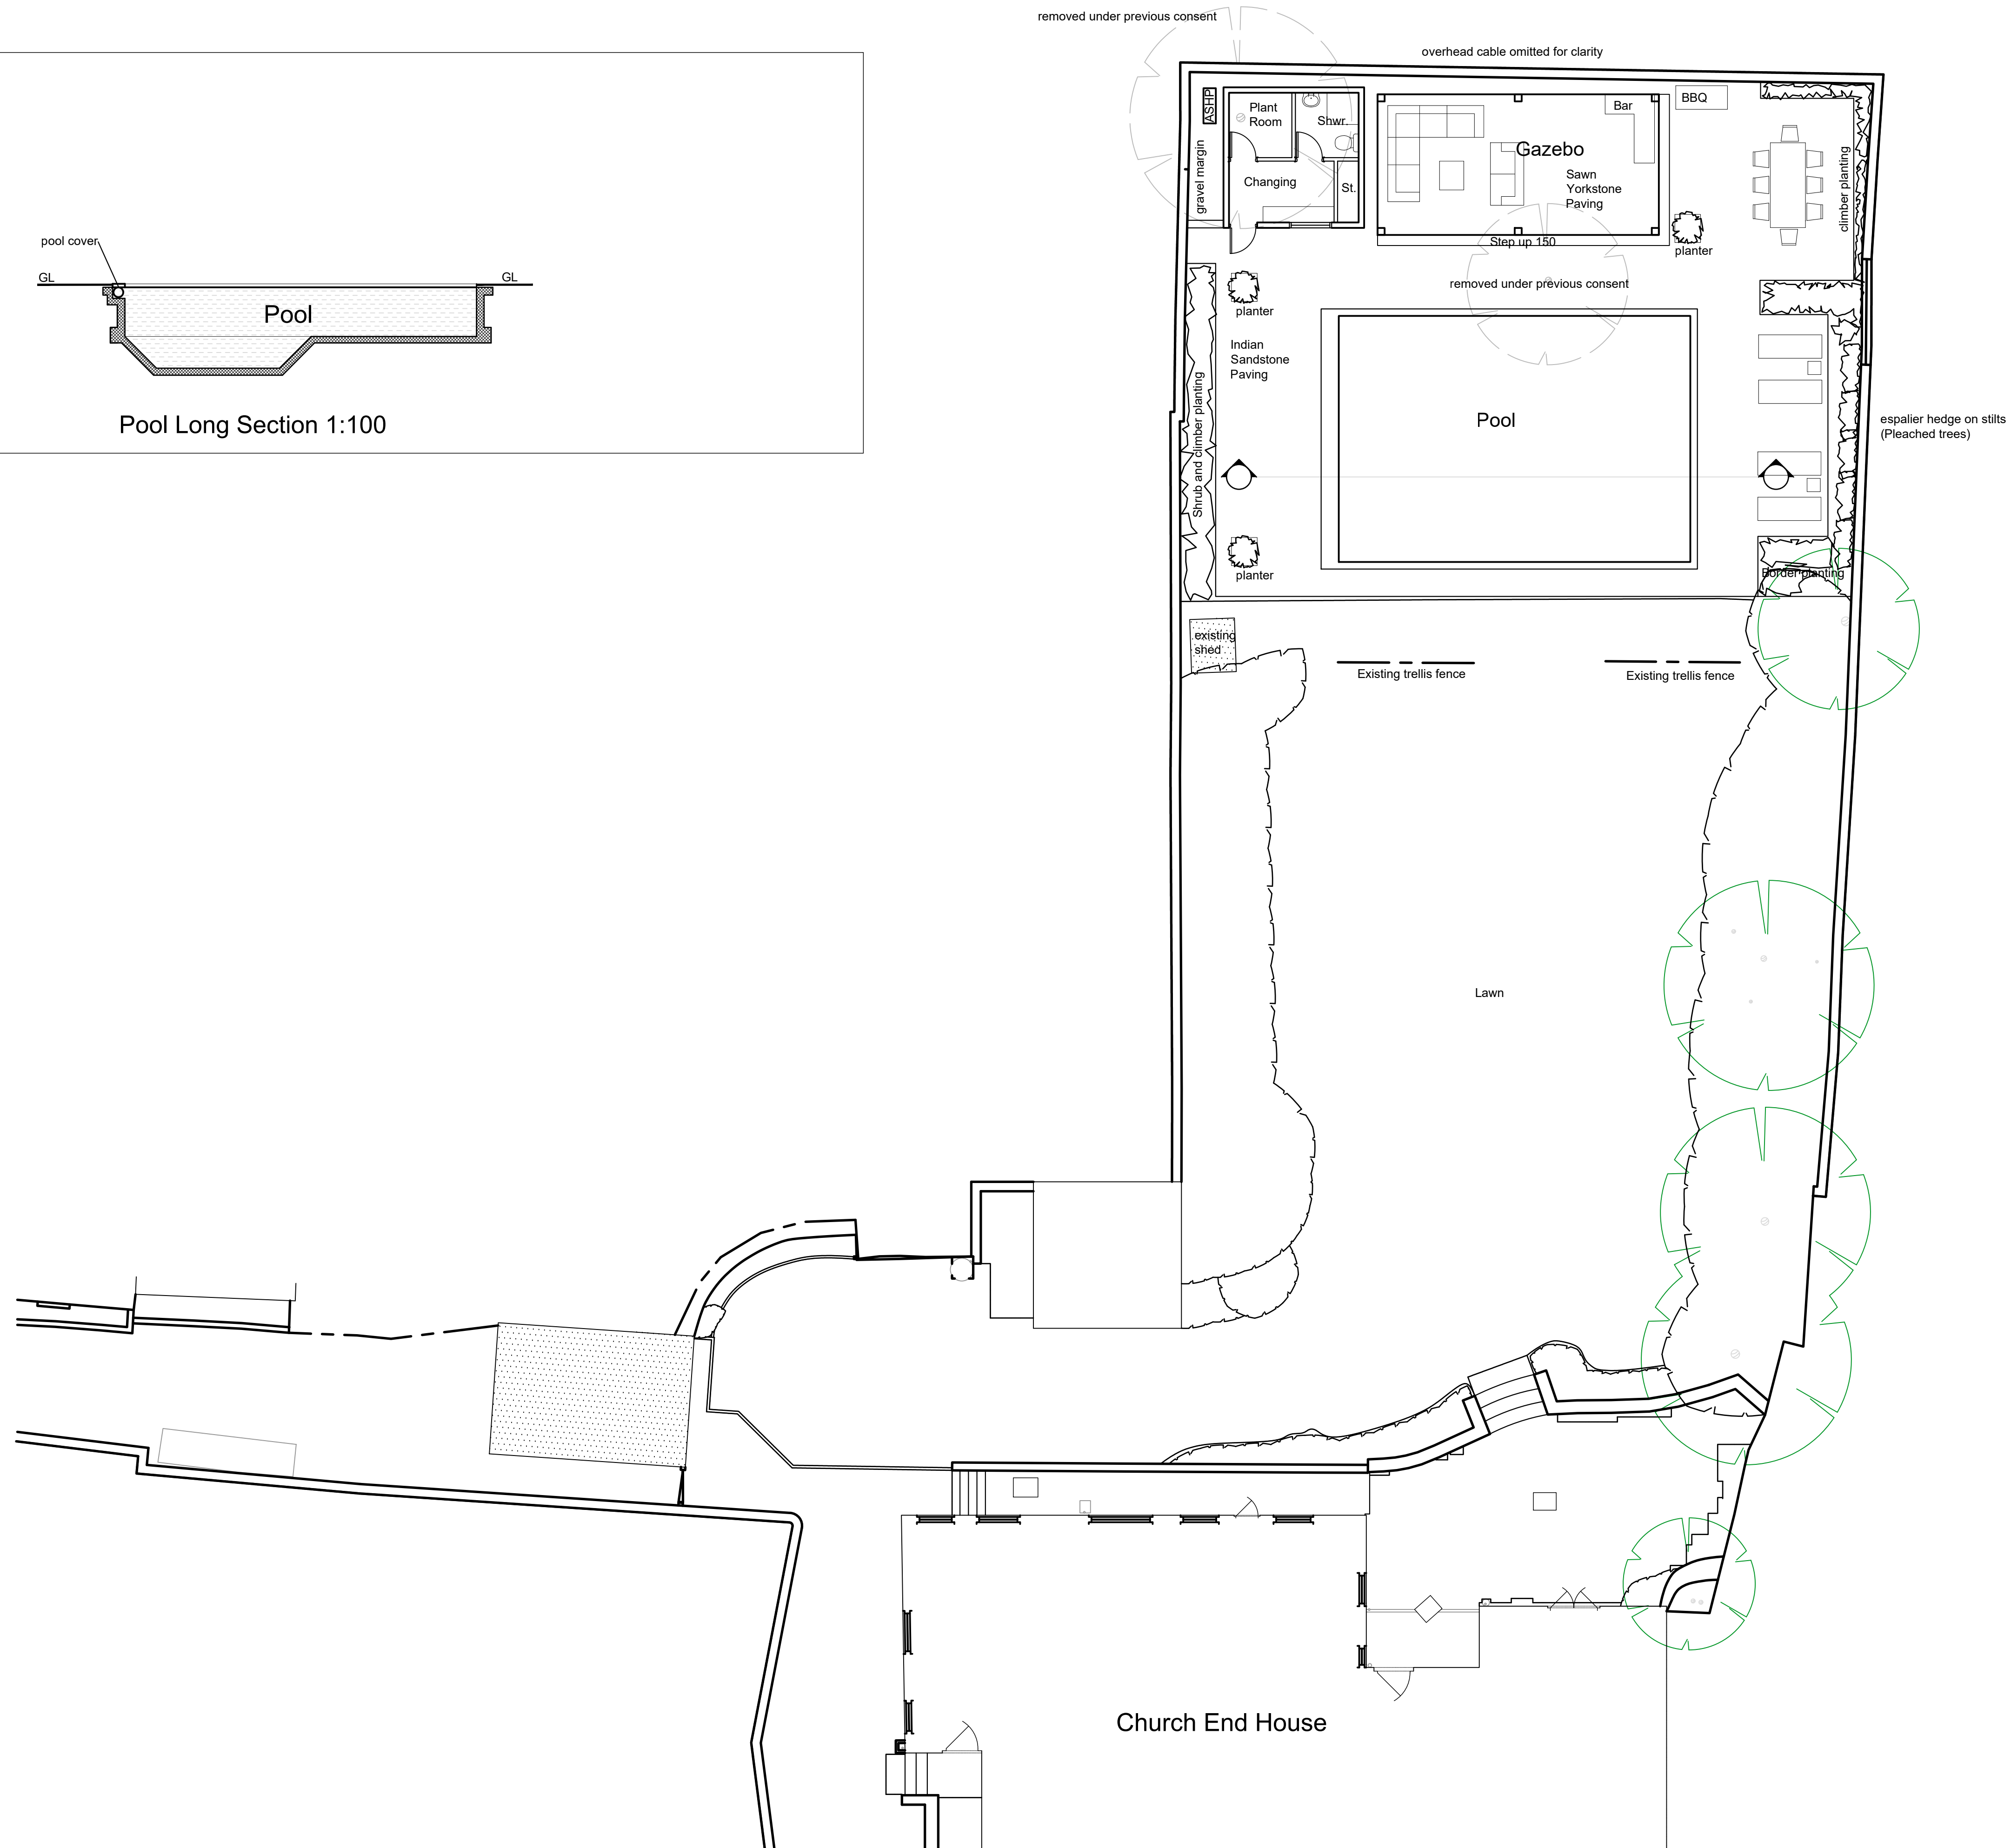 removed under previous consent
overhead cable omitted for clarity
ASHP
Plant
Room
Shwr.
Bar
BBQ
Gazebo
gravel margin
Changing
St.
Sawn
Yorkstone
Paving
climber planting
Step up 150
planter
removed under previous consent
planter
Indian
Sandstone
Paving
Shrub and climber planting
Pool
espalier hedge on stilts
(Pleached trees)
planter
Border planting
existing
shed
Existing trellis fence
Existing trellis fence
Lawn
Church End House
pool cover
GL
GL
Pool
Pool Long Section 1:100